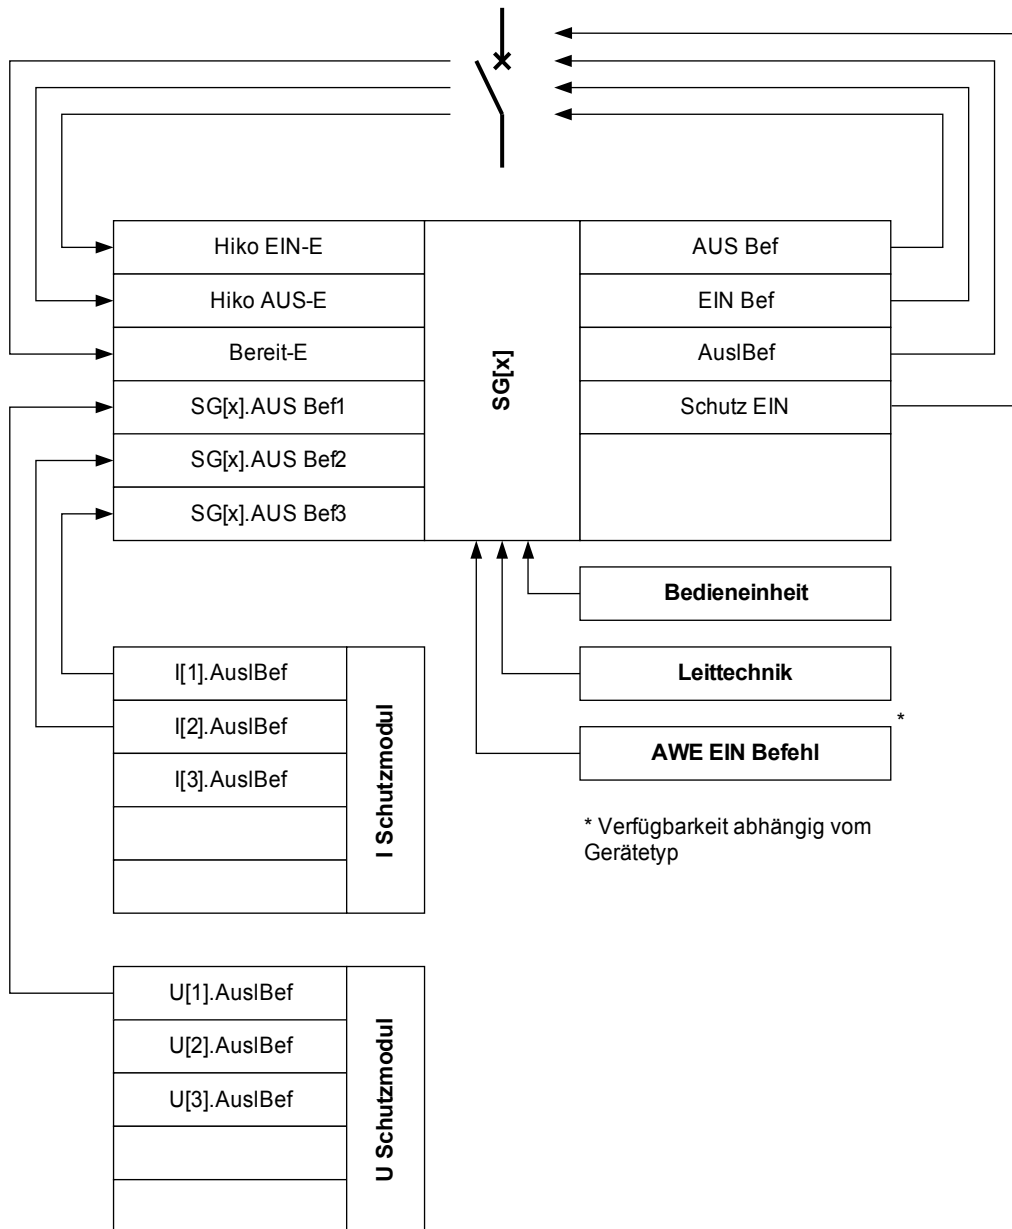 Hiko EIN-E
Hiko AUS-E
Bereit-E
SG[x].AUS Bef1
SG[x].AUS Bef2
SG[x].AUS Bef3
SG[x]
AUS Bef
EIN Bef
AuslBef
Schutz EIN
Bedieneinheit
Leittechnik
*
AWE EIN Befehl
* Verfügbarkeit abhängig vom
Gerätetyp
I[1].AuslBef
I[2].AuslBef
I[3].AuslBef
I Schutzmodul
U[1].AuslBef
U[2].AuslBef
U[3].AuslBef
U Schutzmodul